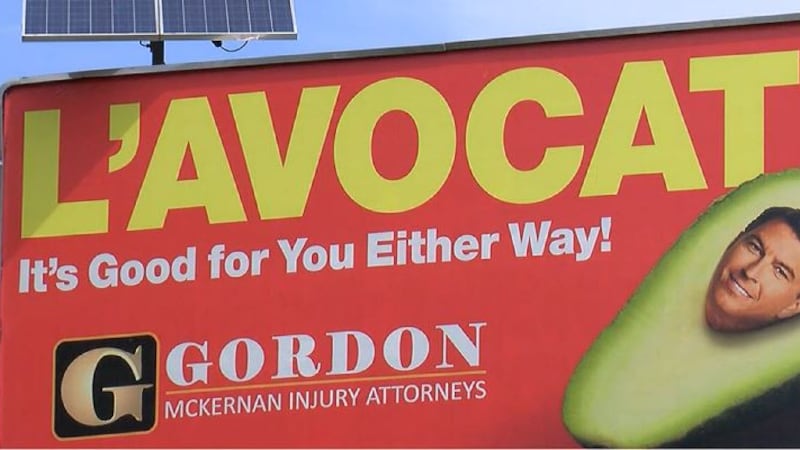 L'AVOCAT
It's Good for You Either Way!
G GORDON
MCKERNAN INJURY ATTORNEYS